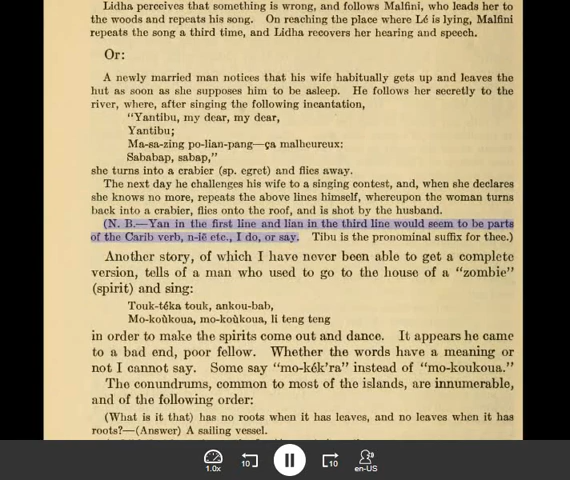 Lidha perceives that something is wrong, and follows Malfini, who leads her to
the woods and repeats his song. On reaching the place where Lé is lying, Malfini
repeats the song a third time, and Lidha recovers her hearing and speech.
Or:
A newly married man notices that his wife habitually gets up and leaves the
hut as soon as she supposes him to be asleep. He follows her secretly to the
river, where, after singing the following incantation,
"Yantibu, my dear, my dear,
Yantibu;
Ma-sa-zing po-lian-pang—ça malheureux:
Sababap, sabap,"
she turns into a crabier (sp. egret) and flies away.
The next day he challenges his wife to a singing contest, and, when she declares
she knows no more, repeats the above lines himself, whereupon the woman turns
back into a crabier, flies onto the roof, and is shot by the husband.
(N. B.—Yan in the first line and lian in the third line would seem to be parts
of the Carib verb, n-iẽ etc., I do, or say. Tibu is the pronominal suffix for thee.)
Another story, of which I have never been able to get a complete
version, tells of a man who used to go to the house of a "zombie"
(spirit) and sing:
Touk-téka touk, ankou-bab,
Mo-koùkoua, mo-koùkoua, li teng teng
in order to make the spirits come out and dance. It appears he came
to a bad end, poor fellow. Whether the words have a meaning or
not I cannot say. Some say "mo-kék'ra" instead of "mo-koukoua."
The conundrums, common to most of the islands, are innumerable,
and of the following order:
(What is it that) has no roots when it has leaves, and no leaves when it has
roots?—(Answer) A sailing vessel.
1.0x
10
10
en-US